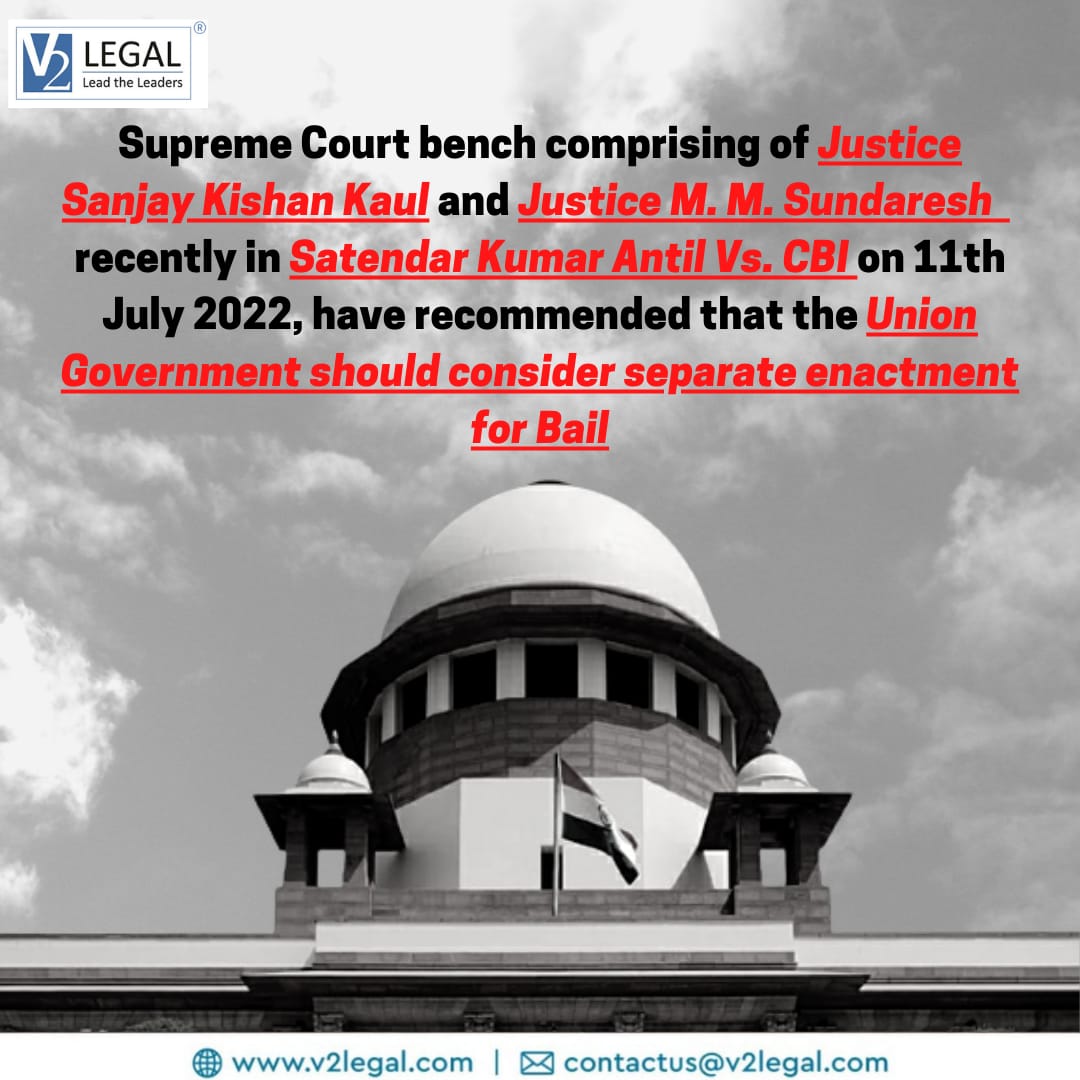 V2 LEGAL ®
Lead the Leaders
Supreme Court bench comprising of Justice
Sanjay Kishan Kaul and Justice M. M. Sundaresh
recently in Satendar Kumar Antil Vs. CBI on 11th
July 2022, have recommended that the Union
Government should consider separate enactment
for Bail
www.v2legal.com | contactus@v2legal.com